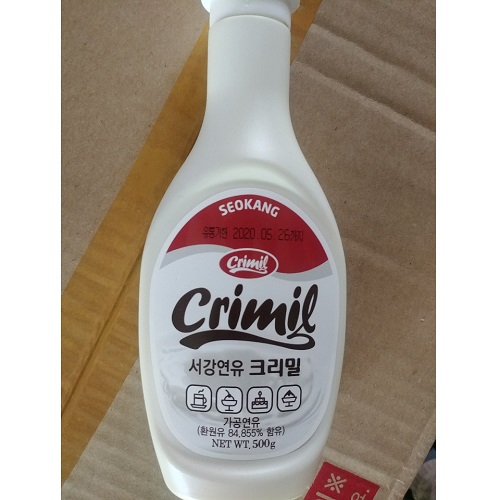 SEOKANG
유통기한 2020.05.26까지
Crimil
Crimil
서강연유 크리밀
가공연유
(환원유 84.855% 함유)
NET WT.500g